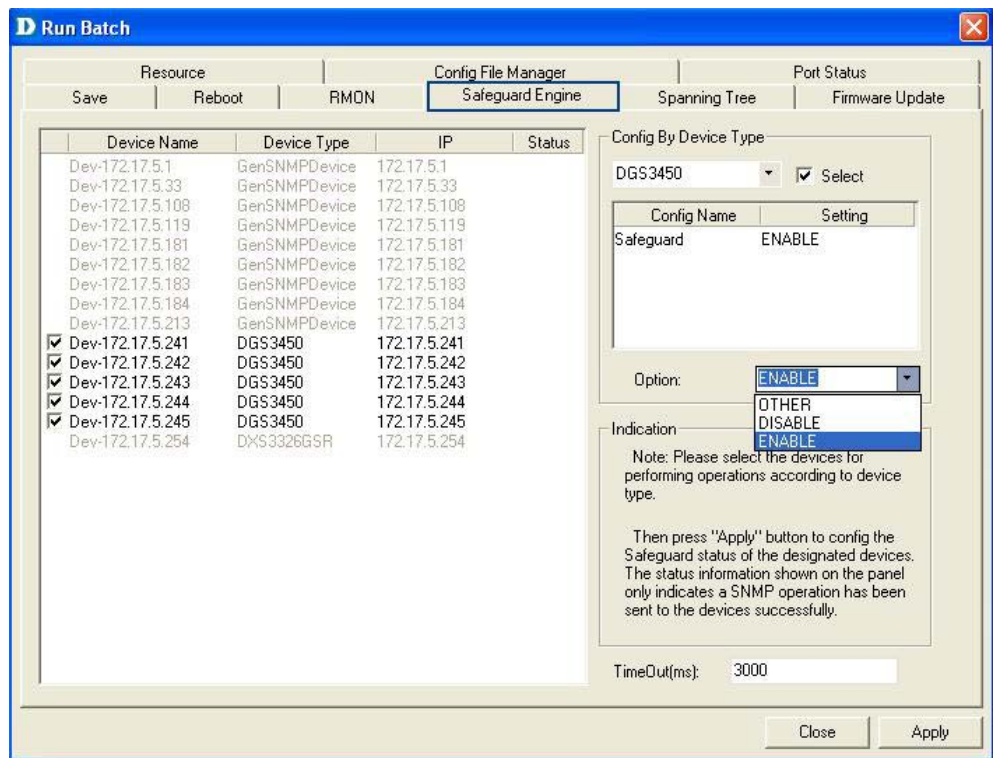 D Run Batch
Resource Config File Manager Port Status
Save Reboot RMON Safeguard Engine Spanning Tree Firmware Update
Device Name Device Type IP Status
Dev-172.17.5.1 GenSNMPDevice 172.17.5.1
Dev-172.17.5.33 GenSNMPDevice 172.17.5.33
Dev-172.17.5.108 GenSNMPDevice 172.17.5.108
Dev-172.17.5.119 GenSNMPDevice 172.17.5.119
Dev-172.17.5.181 GenSNMPDevice 172.17.5.181
Dev-172.17.5.182 GenSNMPDevice 172.17.5.182
Dev-172.17.5.183 GenSNMPDevice 172.17.5.183
Dev-172.17.5.184 GenSNMPDevice 172.17.5.184
Dev-172.17.5.213 GenSNMPDevice 172.17.5.213
Dev-172.17.5.241 DGS3450 172.17.5.241
Dev-172.17.5.242 DGS3450 172.17.5.242
Dev-172.17.5.243 DGS3450 172.17.5.243
Dev-172.17.5.244 DGS3450 172.17.5.244
Dev-172.17.5.245 DGS3450 172.17.5.245
Dev-172.17.5.254 DXS3326GSR 172.17.5.254
Config By Device Type
DGS3450 Select
Config Name Setting
Safeguard ENABLE
Option: ENABLE
OTHER
DISABLE
ENABLE
Indication
Note: Please select the devices for
performing operations according to device
type.
Then press "Apply" button to config the
Safeguard status of the designated devices.
The status information shown on the panel
only indicates a SNMP operation has been
sent to the devices successfully.
TimeOut(ms): 3000
Close Apply